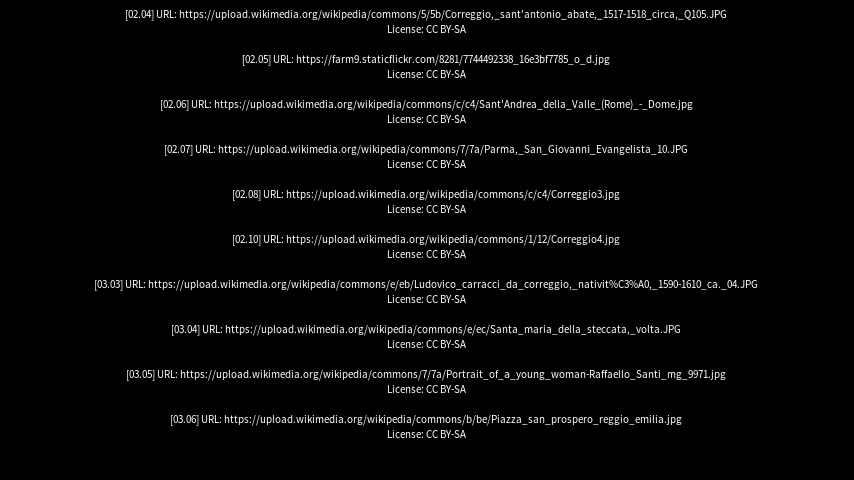 [02.04] URL: https://upload.wikimedia.org/wikipedia/commons/5/5b/Correggio,_sant'antonio_abate,_1517-1518_circa,_Q105.JPG
License: CC BY-SA
[02.05] URL: https://farm9.staticflickr.com/8281/7744492338_16e3bf7785_o_d.jpg
License: CC BY-SA
[02.06] URL: https://upload.wikimedia.org/wikipedia/commons/c/c4/Sant'Andrea_della_Valle_(Rome)_-_Dome.jpg
License: CC BY-SA
[02.07] URL: https://upload.wikimedia.org/wikipedia/commons/7/7a/Parma,_San_Giovanni_Evangelista_10.JPG
License: CC BY-SA
[02.08] URL: https://upload.wikimedia.org/wikipedia/commons/c/c4/Correggio3.jpg
License: CC BY-SA
[02.10] URL: https://upload.wikimedia.org/wikipedia/commons/1/12/Correggio4.jpg
License: CC BY-SA
[03.03] URL: https://upload.wikimedia.org/wikipedia/commons/e/eb/Ludovico_carracci_da_correggio,_nativit%C3%A0,_1590-1610_ca._04.JPG
License: CC BY-SA
[03.04] URL: https://upload.wikimedia.org/wikipedia/commons/e/ec/Santa_maria_della_steccata,_volta.JPG
License: CC BY-SA
[03.05] URL: https://upload.wikimedia.org/wikipedia/commons/7/7a/Portrait_of_a_young_woman-Raffaello_Santi_mg_9971.jpg
License: CC BY-SA
[03.06] URL: https://upload.wikimedia.org/wikipedia/commons/b/be/Piazza_san_prospero_reggio_emilia.jpg
License: CC BY-SA